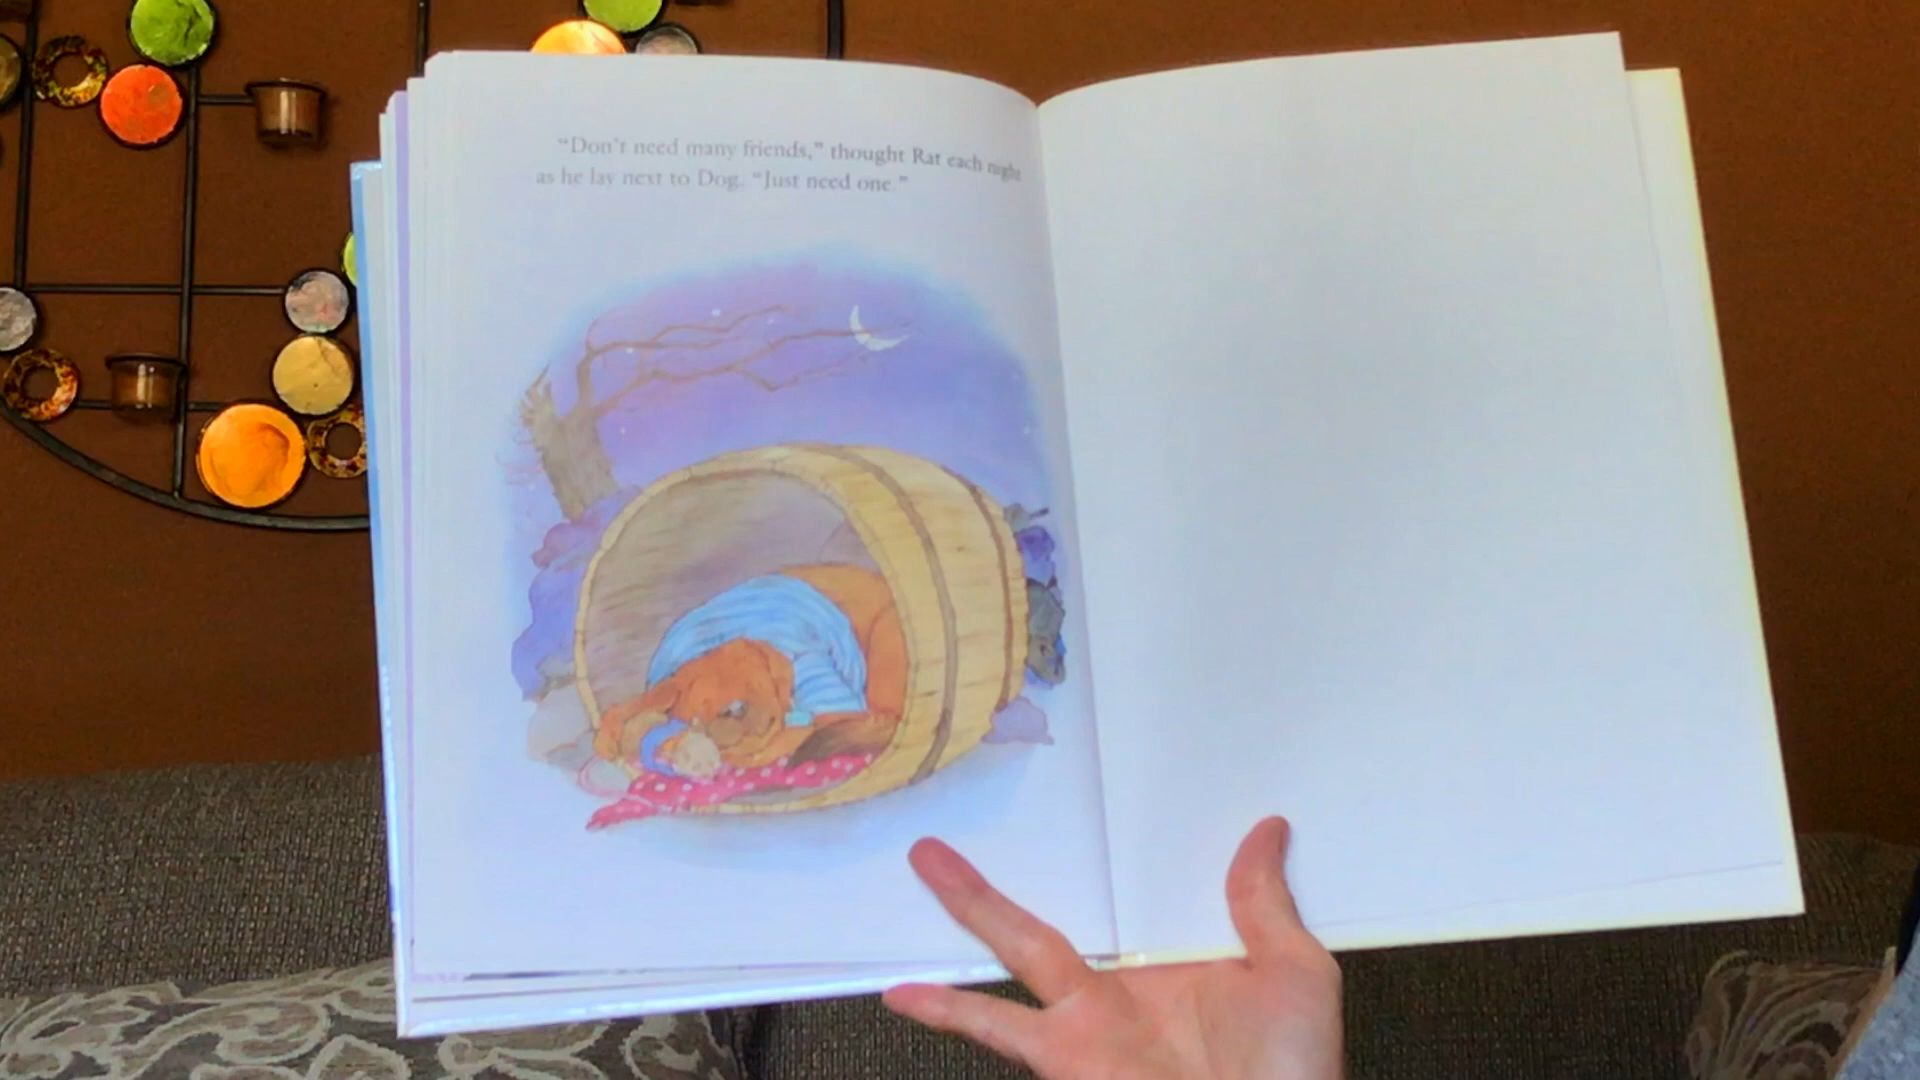 “Don't need many friends,” thought Rat each night
as he lay next to Dog. “Just need one.”